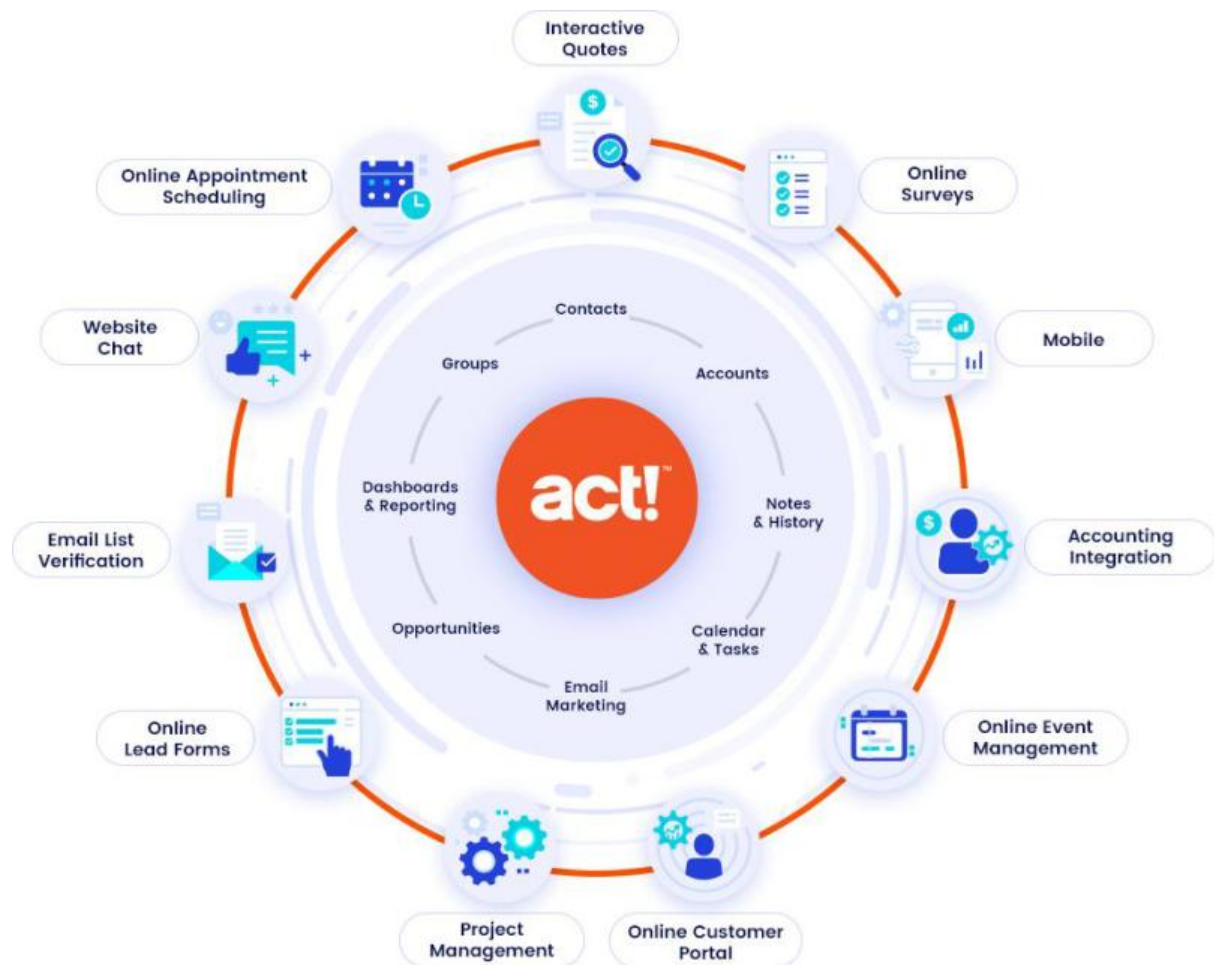 Interactive
Quotes
$
Online Appointment
Scheduling
Online
Surveys
Website
Chat
Mobile
Contacts
Groups
Accounts
act!™
Dashboards
& Reporting
Notes
& History
Email List
Verification
$
Accounting
Integration
Opportunities
Calendar
& Tasks
Email
Marketing
Online
Lead Forms
Online Event
Management
Project
Management
Online Customer
Portal